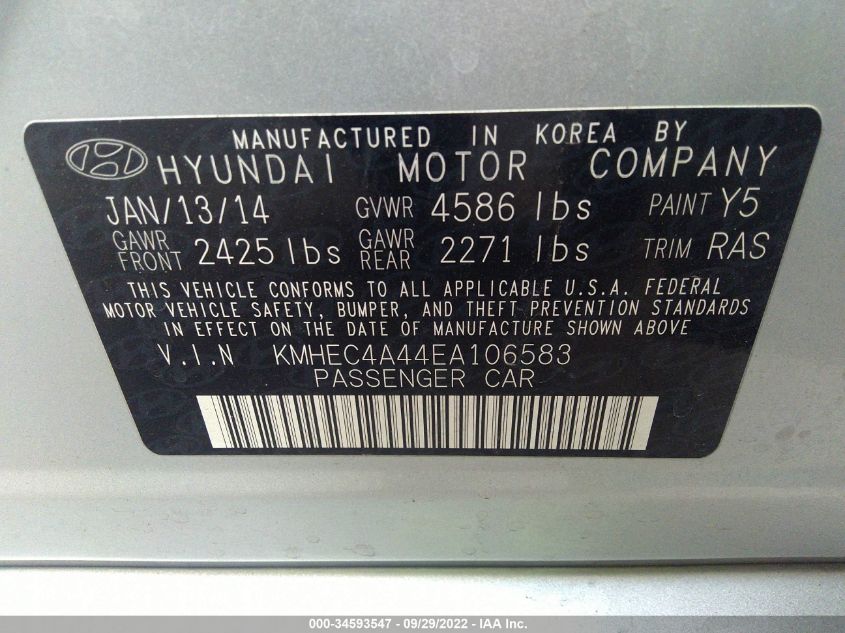 MANUFACTURED IN KOREA BY
HYUNDAI MOTOR COMPANY
JAN/13/14 GVWR 4586 lbs PAINT Y5
GAWR FRONT 2425 lbs GAWR REAR 2271 lbs TRIM RAS
THIS VEHICLE CONFORMS TO ALL APPLICABLE U.S.A. FEDERAL
MOTOR VEHICLE SAFETY, BUMPER, AND THEFT PREVENTION STANDARDS
IN EFFECT ON THE DATE OF MANUFACTURE SHOWN ABOVE
V.I.N KMHEC4A44EA106583
PASSENGER CAR
000-34593547 - 09/29/2022 - IAA Inc.